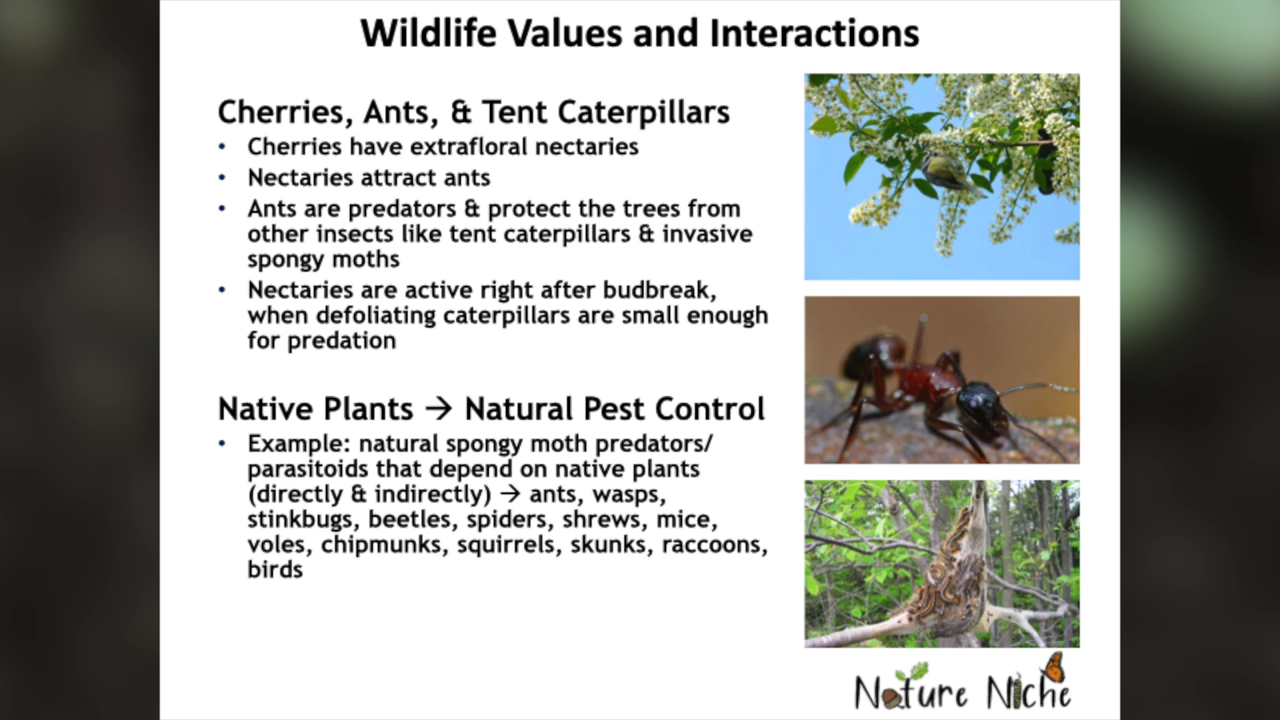 Wildlife Values and Interactions
Cherries, Ants, & Tent Caterpillars
• Cherries have extrafloral nectaries
• Nectaries attract ants
• Ants are predators & protect the trees from
other insects like tent caterpillars & invasive
spongy moths
• Nectaries are active right after budbreak,
when defoliating caterpillars are small enough
for predation
Native Plants → Natural Pest Control
• Example: natural spongy moth predators/
parasitoids that depend on native plants
(directly & indirectly) → ants, wasps,
stinkbugs, beetles, spiders, shrews, mice,
voles, chipmunks, squirrels, skunks, raccoons,
birds
Nature Niche